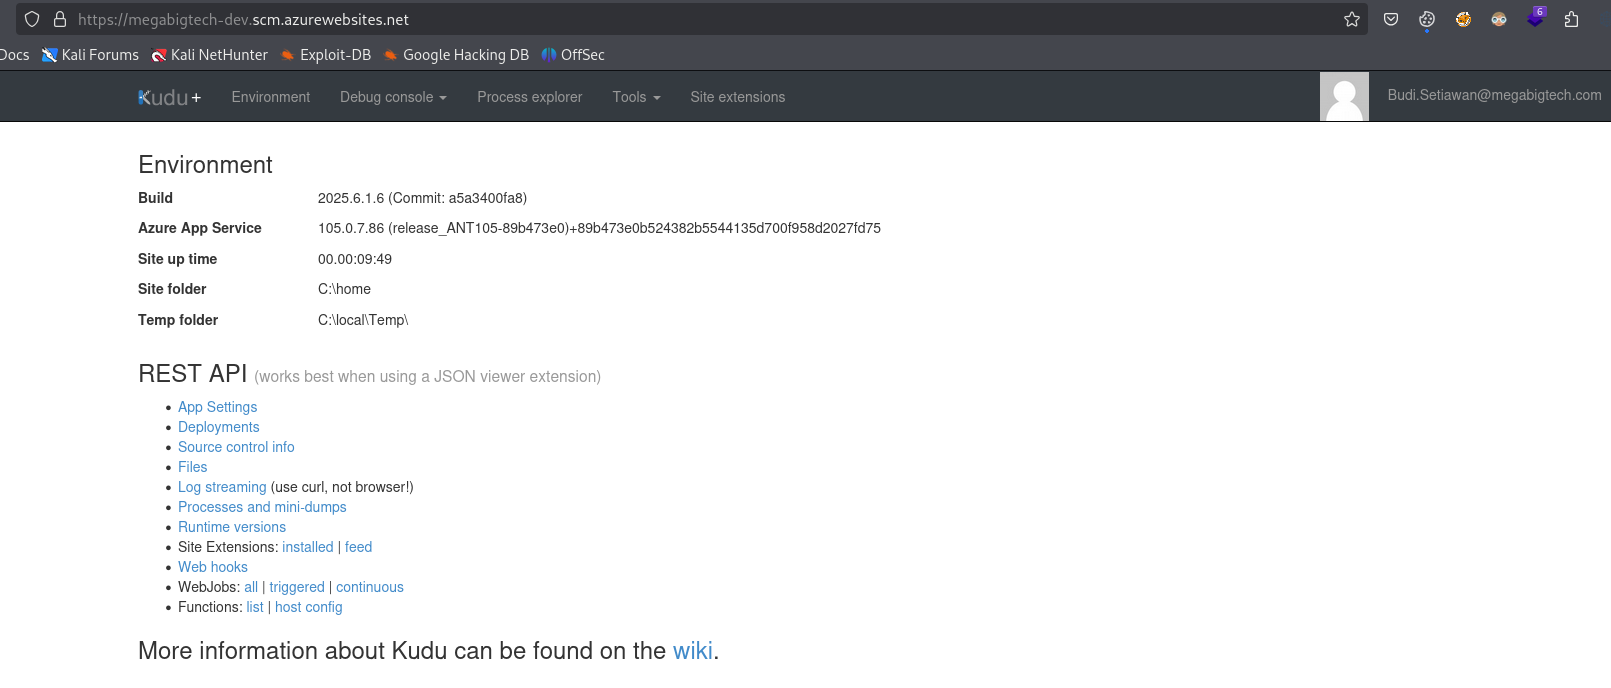 https://megabigtech-dev.scm.azurewebsites.net
6
Docs Kali Forums Kali NetHunter Exploit-DB Google Hacking DB OffSec
Kudu+ Environment Debug console Process explorer Tools Site extensions Budi.Setiawan@megabigtech.com
Environment
Build 2025.6.1.6 (Commit: a5a3400fa8)
Azure App Service 105.0.7.86 (release_ANT105-89b473e0)+89b473e0b524382b5544135d700f958d2027fd75
Site up time 00.00:09:49
Site folder C:\home
Temp folder C:\local\Temp\
REST API (works best when using a JSON viewer extension)
• App Settings
• Deployments
• Source control info
• Files
• Log streaming (use curl, not browser!)
• Processes and mini-dumps
• Runtime versions
• Site Extensions: installed | feed
• Web hooks
• WebJobs: all | triggered | continuous
• Functions: list | host config
More information about Kudu can be found on the wiki.